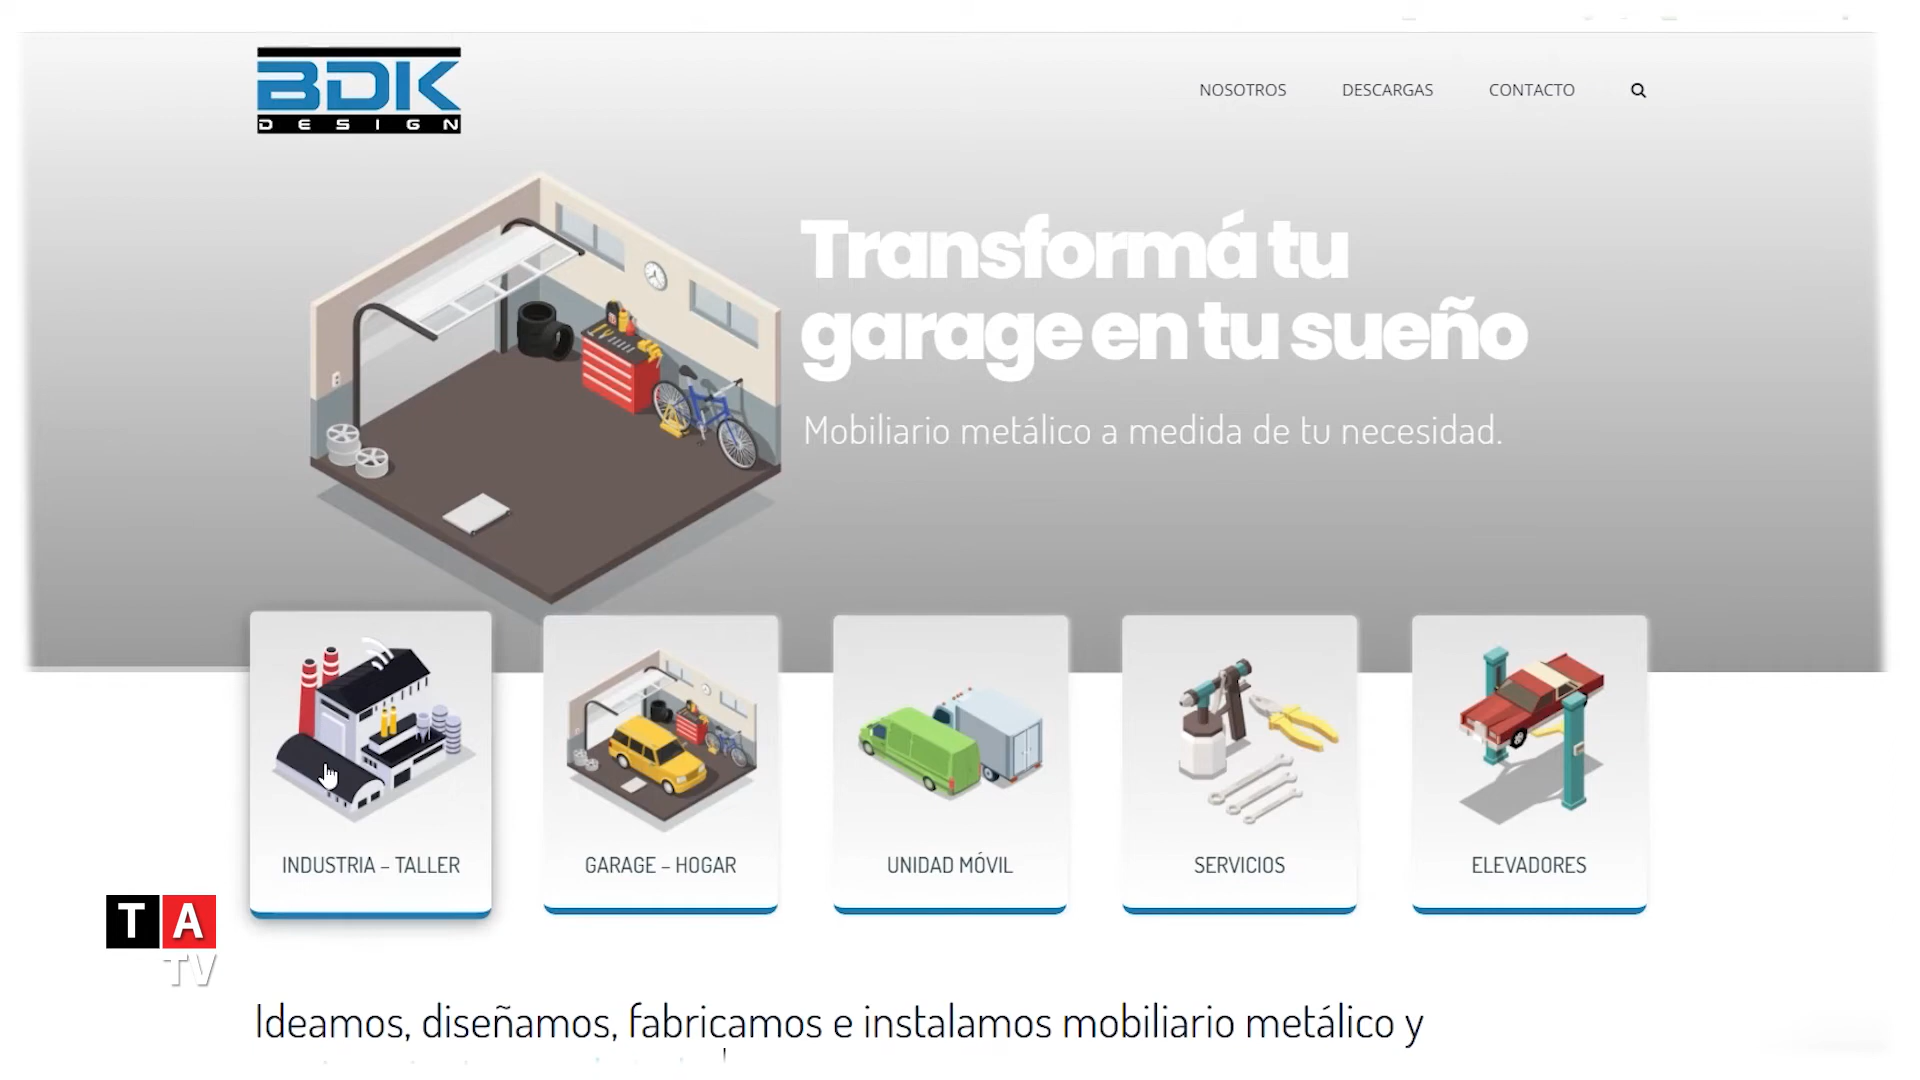 BDK
DESIGN
NOSOTROS
DESCARGAS
CONTACTO
Transformá tu
garage en tu sueño
Mobiliario metálico a medida de tu necesidad.
INDUSTRIA – TALLER
GARAGE – HOGAR
UNIDAD MÓVIL
SERVICIOS
ELEVADORES
TA
TV
Ideamos, diseñamos, fabricamos e instalamos mobiliario metálico y